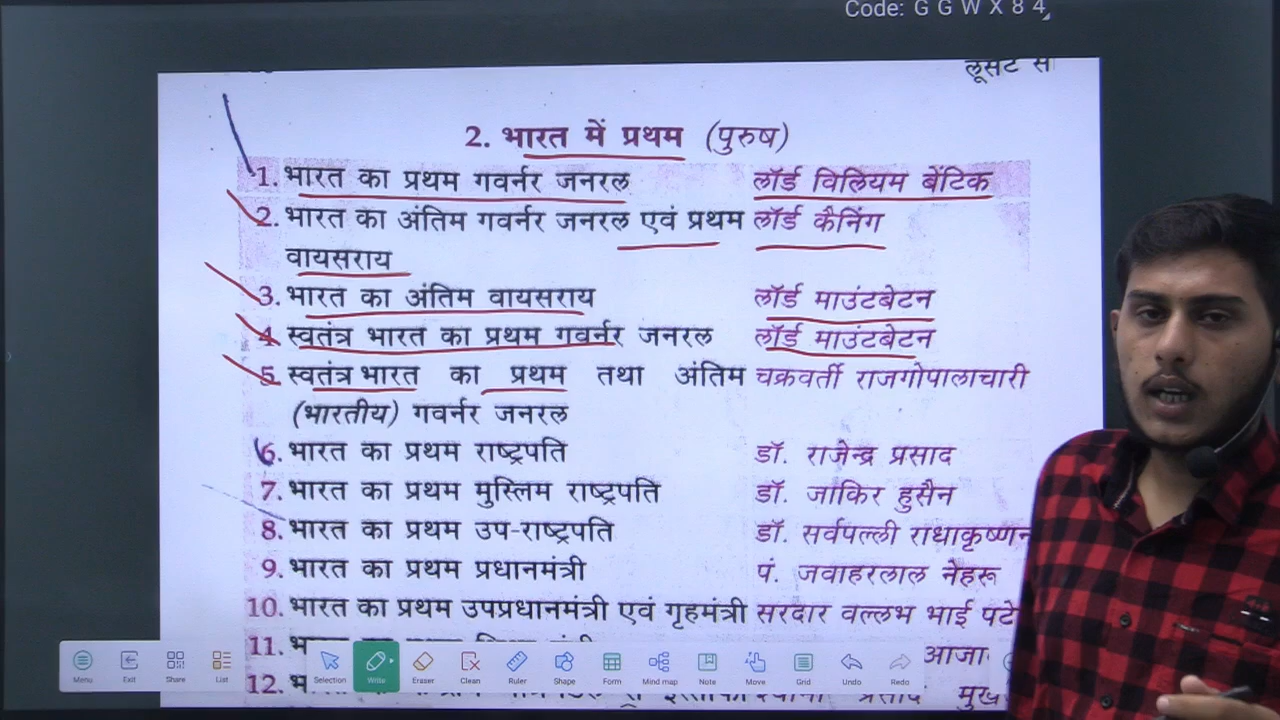 Code: G G W X 8 4
लूसेंट सा
2. भारत में प्रथम (पुरुष)
1. भारत का प्रथम गवर्नर जनरल लॉर्ड विलियम बेंटिक
2. भारत का अंतिम गवर्नर जनरल एवं प्रथम लॉर्ड कैनिंग
वायसराय
3. भारत का अंतिम वायसराय लॉर्ड माउंटबेटन
4. स्वतंत्र भारत का प्रथम गवर्नर जनरल लॉर्ड माउंटबेटन
5. स्वतंत्र भारत का प्रथम तथा अंतिम चक्रवर्ती राजगोपालाचारी
(भारतीय) गवर्नर जनरल
6. भारत का प्रथम राष्ट्रपति डॉ. राजेन्द्र प्रसाद
7. भारत का प्रथम मुस्लिम राष्ट्रपति डॉ. जाकिर हुसैन
8. भारत का प्रथम उप-राष्ट्रपति डॉ. सर्वपल्ली राधाकृष्णन
9. भारत का प्रथम प्रधानमंत्री पं. जवाहरलाल नेहरू
10. भारत का प्रथम उपप्रधानमंत्री एवं गृहमंत्री सरदार वल्लभ भाई पटे
11.
12.
Menu Exit Share List Selection Write Eraser Clean Ruler Shape Form Mind map Note Move Grid Undo Redo